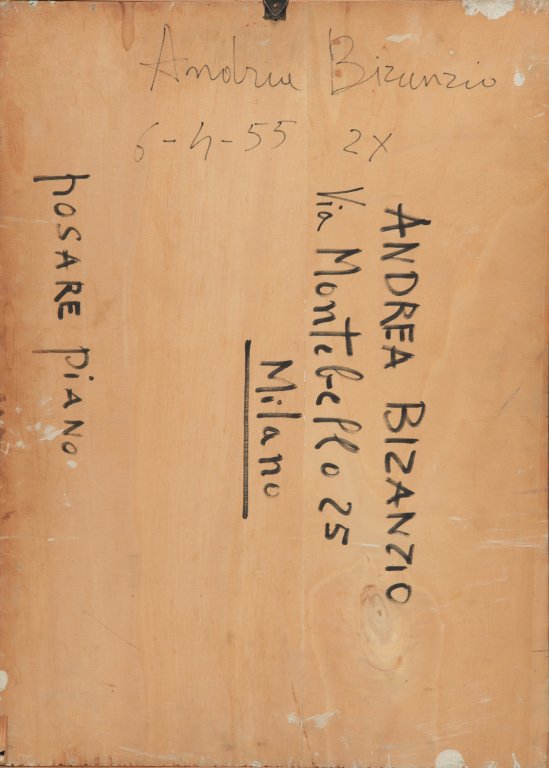 Andrea Bizanzio
6-4-55 2X
ANDREA BIZANZIO
Via Montebello 25
Milano
POSARE PIANO